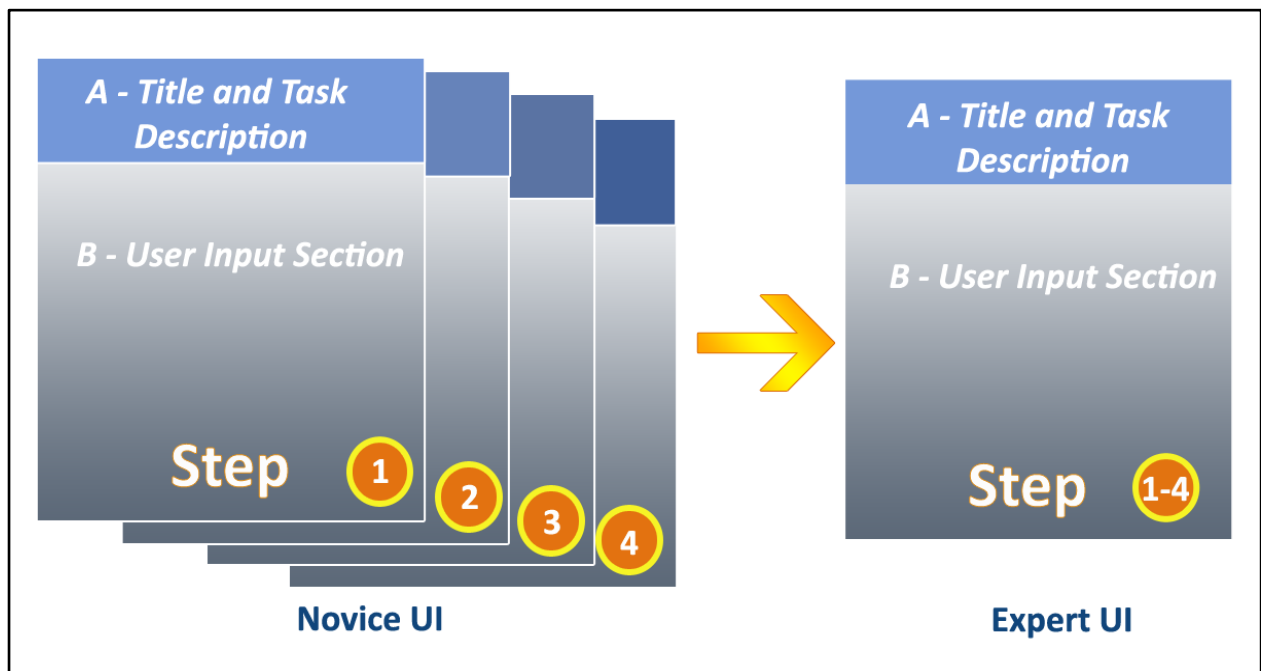 A - Title and Task
Description
B - User Input Section
Step 1
2
3
4
Novice UI
A - Title and Task
Description
B - User Input Section
Step 1-4
Expert UI